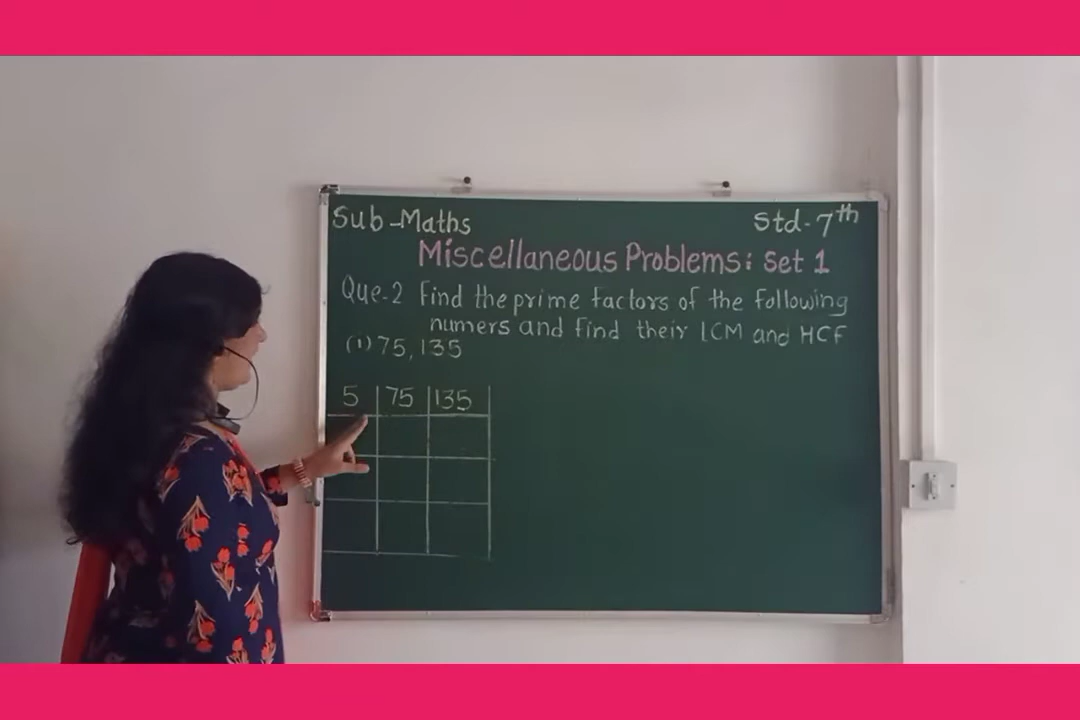 Sub-Maths Std-7th
Miscellaneous Problems: Set 1
Que-2 Find the prime factors of the following
numers and find their LCM and HCF
(1) 75, 135
5 75 135